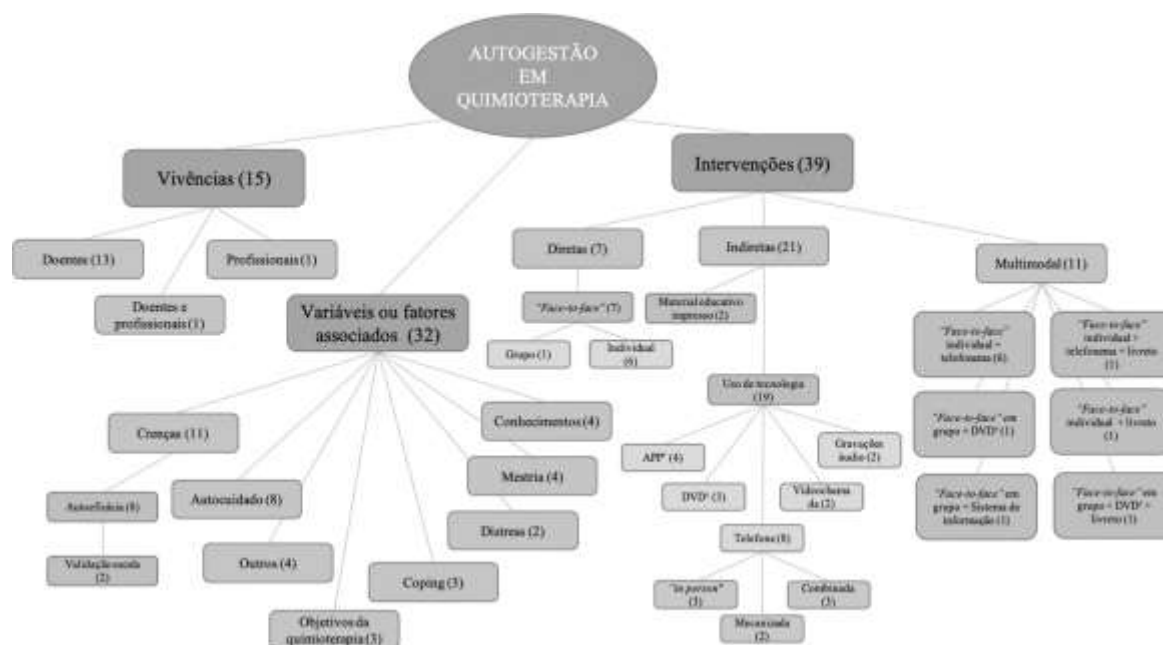 AUTOGESTÃO
EM
QUIMIOTERAPIA
Vivências (15)
Intervenções (39)
Doentes (13)
Profissionais (1)
Doentes e
profissionais (1)
Variáveis ou fatores
associados (32)
Crenças (11)
Autoeficácia (8)
Validação escala
(2)
Autocuidado (8)
Outros (4)
Objetivos da
quimioterapia (3)
Coping (3)
Distress (2)
Mestria (4)
Conhecimentos (4)
Diretas (7)
"Face-to-face" (7)
Grupo (1)
Individual
(6)
Indiretas (21)
Material educativo
impresso (2)
Uso de tecnologia
(19)
APP (4)
DVD (3)
Telefone (8)
Videochama
da (2)
Gravações
áudio (2)
"in person"
(3)
Mecanizada
(2)
Combinada
(3)
Multimodal (11)
"Face-to-face"
individual + telefonema (6)
"Face-to-face"
individual +
telefonema + livreto
(1)
"Face-to-face" em
grupo + DVD (1)
"Face-to-face"
individual + livreto
(1)
"Face-to-face" em
grupo + Sistema de
informação (1)
"Face-to-face" em
grupo + DVD +
livreto (1)